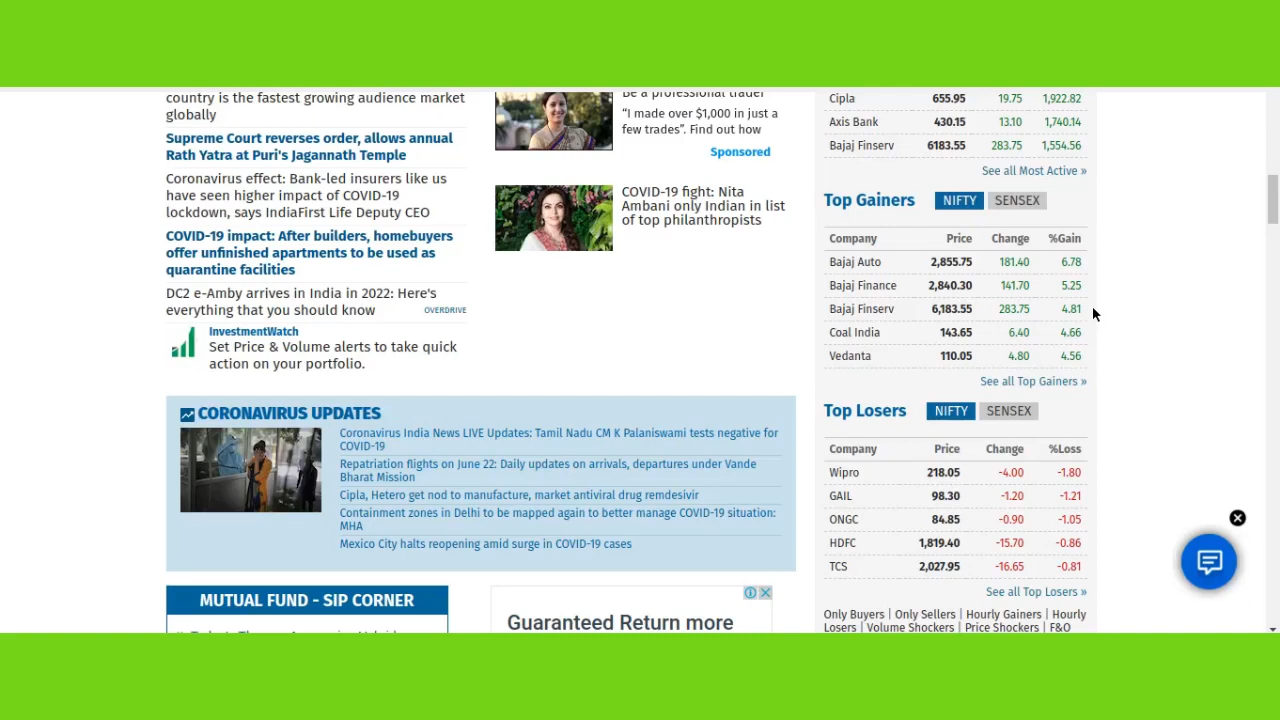 country is the fastest growing audience market
globally
Supreme Court reverses order, allows annual
Rath Yatra at Puri's Jagannath Temple
Coronavirus effect: Bank-led insurers like us
have seen higher impact of COVID-19
lockdown, says IndiaFirst Life Deputy CEO
COVID-19 impact: After builders, homebuyers
offer unfinished apartments to be used as
quarantine facilities
DC2 e-Amby arrives in India in 2022: Here's
everything that you should know OVERDRIVE
InvestmentWatch
Set Price & Volume alerts to take quick
action on your portfolio.
Be a professional trader
“I made over $1,000 in just a
few trades”. Find out how
Sponsored
COVID-19 fight: Nita
Ambani only Indian in list
of top philanthropists
CORONAVIRUS UPDATES
Coronavirus India News LIVE Updates: Tamil Nadu CM K Palaniswami tests negative for
COVID-19
Repatriation flights on June 22: Daily updates on arrivals, departures under Vande
Bharat Mission
Cipla, Hetero get nod to manufacture, market antiviral drug remdesivir
Containment zones in Delhi to be mapped again to better manage COVID-19 situation:
MHA
Mexico City halts reopening amid surge in COVID-19 cases
MUTUAL FUND - SIP CORNER
Guaranteed Return more
Cipla 655.95 19.75 1,922.82
Axis Bank 430.15 13.10 1,740.14
Bajaj Finserv 6183.55 283.75 1,554.56
See all Most Active »
Top Gainers NIFTY SENSEX
Company Price Change %Gain
Bajaj Auto 2,855.75 181.40 6.78
Bajaj Finance 2,840.30 141.70 5.25
Bajaj Finserv 6,183.55 283.75 4.81
Coal India 143.65 6.40 4.66
Vedanta 110.05 4.80 4.56
See all Top Gainers »
Top Losers NIFTY SENSEX
Company Price Change %Loss
Wipro 218.05 -4.00 -1.80
GAIL 98.30 -1.20 -1.21
ONGC 84.85 -0.90 -1.05
HDFC 1,819.40 -15.70 -0.86
TCS 2,027.95 -16.65 -0.81
See all Top Losers »
Only Buyers | Only Sellers | Hourly Gainers | Hourly
Losers | Volume Shockers | Price Shockers | F&O